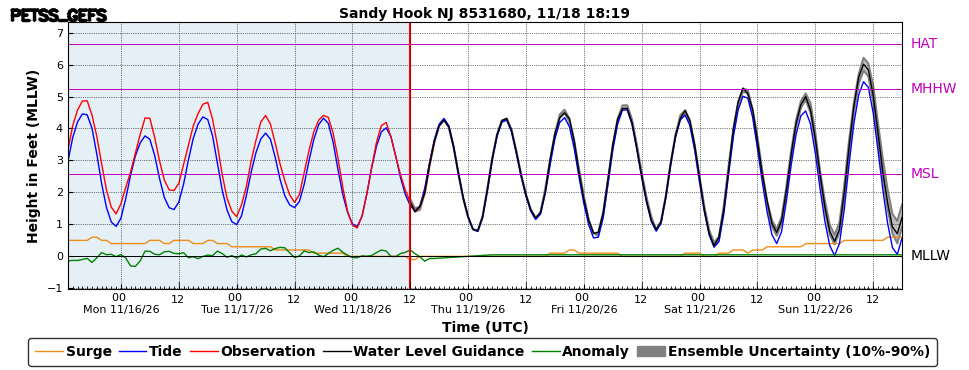 PETSS_GEFS
Sandy Hook NJ 8531680, 11/18 18:19
Height in Feet (MLLW)
7
6
5
4
3
2
1
0
−1
HAT
MHHW
MSL
MLLW
00 12 00 12 00 12 00 12 00 12 00 12 00 12
Mon 11/16/26 Tue 11/17/26 Wed 11/18/26 Thu 11/19/26 Fri 11/20/26 Sat 11/21/26 Sun 11/22/26
Time (UTC)
Surge Tide Observation Water Level Guidance Anomaly Ensemble Uncertainty (10%-90%)